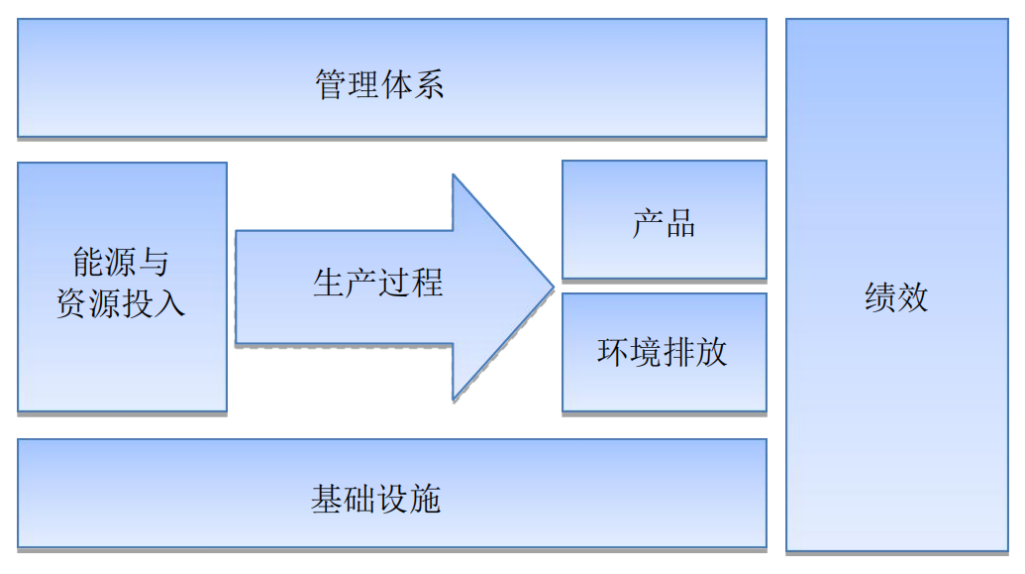 管理体系
能源与
资源投入
生产过程
产品
环境排放
绩效
基础设施